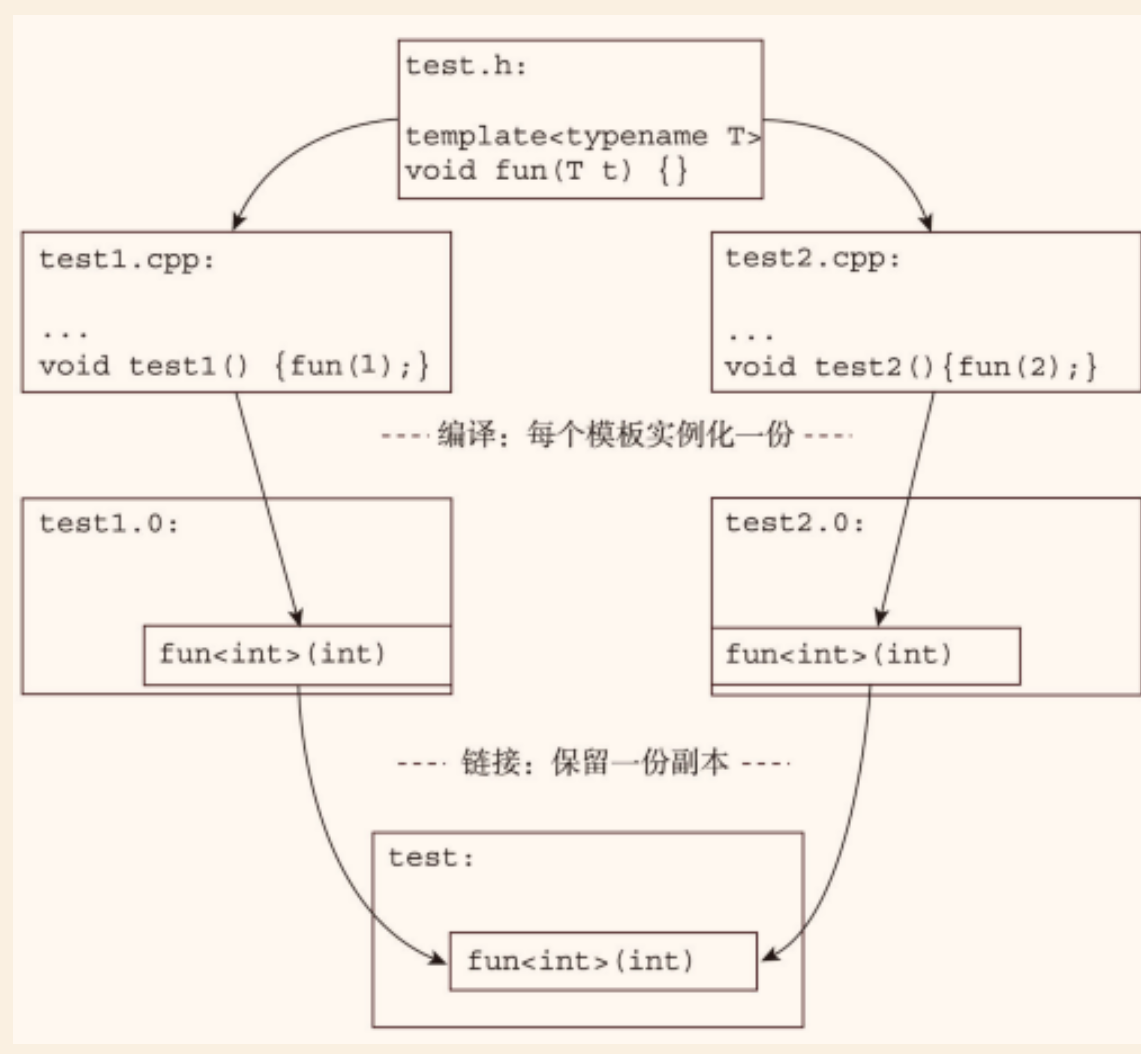 test.h:
template<typename T>
void fun(T t) {}
test1.cpp:
...
void test1() {fun(1);}
test2.cpp:
...
void test2(){fun(2);}
---- 编译：每个模板实例化一份 ----
test1.0:
fun<int>(int)
test2.0:
fun<int>(int)
---- 链接：保留一份副本 ----
test:
fun<int>(int)